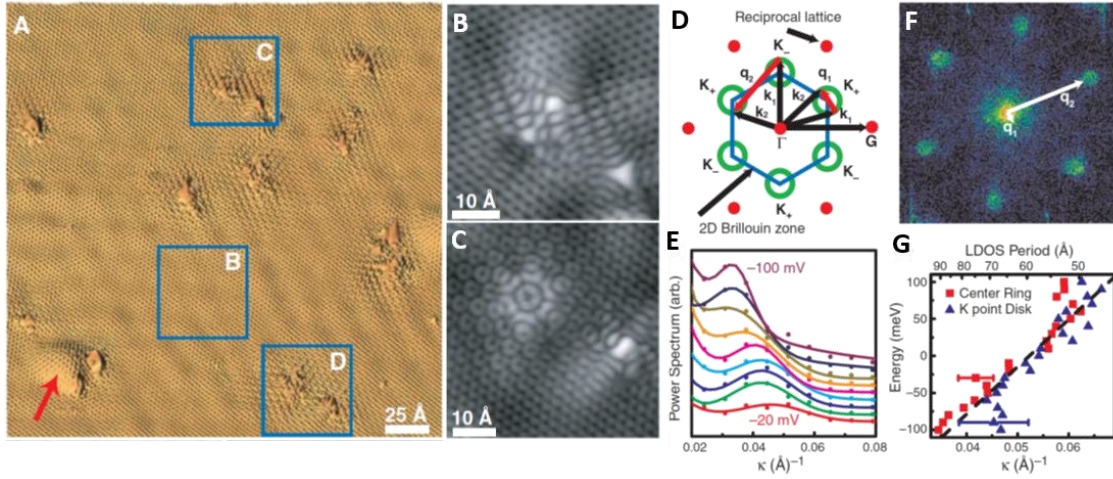 A
C
B
D
25 Å
B
10 Å
C
10 Å
D
Reciprocal lattice
K₋
q₂
q₁
K₊
K₊
k₁
k₂
k₂
k₁
Γ
G
K₋
K₋
K₊
2D Brillouin zone
E
−100 mV
−20 mV
Power Spectrum (arb.)
0.02 0.04 0.06 0.08
κ (Å)⁻¹
F
q₂
q₁
G
LDOS Period (Å)
90 80 70 60 50
Center Ring
K point Disk
Energy (meV)
100
50
0
−50
−100
0.04 0.05 0.06
κ (Å)⁻¹